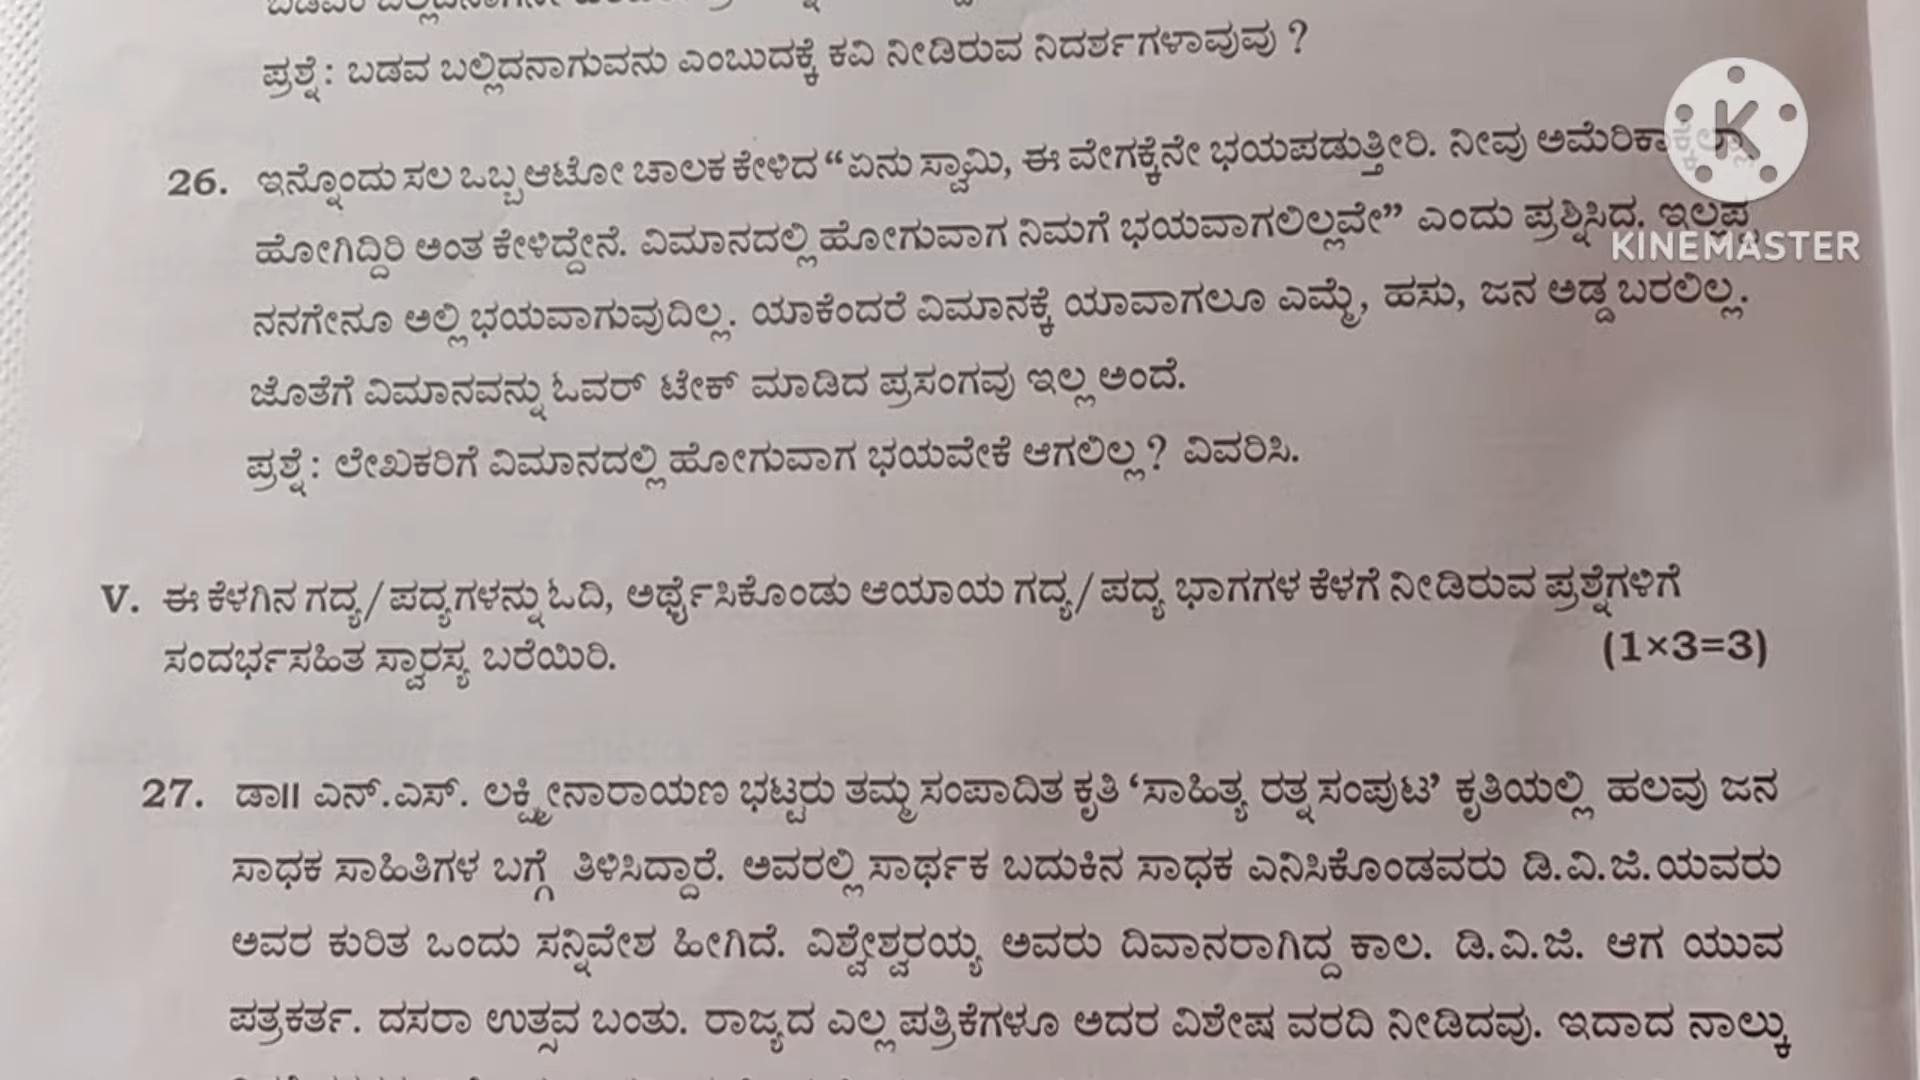 ಪ್ರಶ್ನೆ: ಬಡವ ಬಲ್ಲಿದನಾಗುವನು ಎಂಬುದಕ್ಕೆ ಕವಿ ನೀಡಿರುವ ನಿದರ್ಶಗಳಾವುವು ?
26. ಇನ್ನೊಂದು ಸಲ ಒಬ್ಬ ಆಟೋ ಚಾಲಕ ಕೇಳಿದ “ಏನು ಸ್ವಾಮಿ, ಈ ವೇಗಕ್ಕೆನೇ ಭಯಪಡುತ್ತೀರಿ. ನೀವು
KINEMASTER
ಹೋಗಿದ್ದಿರಿ ಅಂತ ಕೇಳಿದ್ದೇನೆ. ವಿಮಾನದಲ್ಲಿ ಹೋಗುವಾಗ ನಿಮಗೆ ಭಯವಾಗಲಿಲ್ಲವೇ” ಎಂದು ಪ್ರಶ್ನಿಸಿದ.
ನನಗೇನೂ ಅಲ್ಲಿ ಭಯವಾಗುವುದಿಲ್ಲ. ಯಾಕೆಂದರೆ ವಿಮಾನಕ್ಕೆ ಯಾವಾಗಲೂ ಎಮ್ಮೆ, ಹಸು, ಜನ ಅಡ್ಡ ಬರಲಿಲ್ಲ.
ಜೊತೆಗೆ ವಿಮಾನವನ್ನು ಓವರ್ ಟೇಕ್ ಮಾಡಿದ ಪ್ರಸಂಗವು ಇಲ್ಲ ಅಂದೆ.
ಪ್ರಶ್ನೆ: ಲೇಖಕರಿಗೆ ವಿಮಾನದಲ್ಲಿ ಹೋಗುವಾಗ ಭಯವೇಕೆ ಆಗಲಿಲ್ಲ? ವಿವರಿಸಿ.
V. ಈ ಕೆಳಗಿನ ಗದ್ಯ/ಪದ್ಯಗಳನ್ನು ಓದಿ, ಅರ್ಥೈಸಿಕೊಂಡು ಆಯಾಯ ಗದ್ಯ/ಪದ್ಯ ಭಾಗಗಳ ಕೆಳಗೆ ನೀಡಿರುವ ಪ್ರಶ್ನೆಗಳಿಗೆ
ಸಂದರ್ಭಸಹಿತ ಸ್ವಾರಸ್ಯ ಬರೆಯಿರಿ. (1×3=3)
27. ಡಾ॥ ಎನ್.ಎಸ್. ಲಕ್ಷ್ಮೀನಾರಾಯಣ ಭಟ್ಟರು ತಮ್ಮ ಸಂಪಾದಿತ ಕೃತಿ ‘ಸಾಹಿತ್ಯ ರತ್ನ ಸಂಪುಟ’ ಕೃತಿಯಲ್ಲಿ ಹಲವು ಜನ
ಸಾಧಕ ಸಾಹಿತಿಗಳ ಬಗ್ಗೆ ತಿಳಿಸಿದ್ದಾರೆ. ಅವರಲ್ಲಿ ಸಾರ್ಥಕ ಬದುಕಿನ ಸಾಧಕ ಎನಿಸಿಕೊಂಡವರು ಡಿ.ವಿ.ಜಿ.ಯವರು
ಅವರ ಕುರಿತ ಒಂದು ಸನ್ನಿವೇಶ ಹೀಗಿದೆ. ವಿಶ್ವೇಶ್ವರಯ್ಯ ಅವರು ದಿವಾನರಾಗಿದ್ದ ಕಾಲ. ಡಿ.ವಿ.ಜಿ. ಆಗ ಯುವ
ಪತ್ರಕರ್ತ. ದಸರಾ ಉತ್ಸವ ಬಂತು. ರಾಜ್ಯದ ಎಲ್ಲ ಪತ್ರಿಕೆಗಳೂ ಅದರ ವಿಶೇಷ ವರದಿ ನೀಡಿದವು. ಇದಾದ ನಾಲ್ಕು